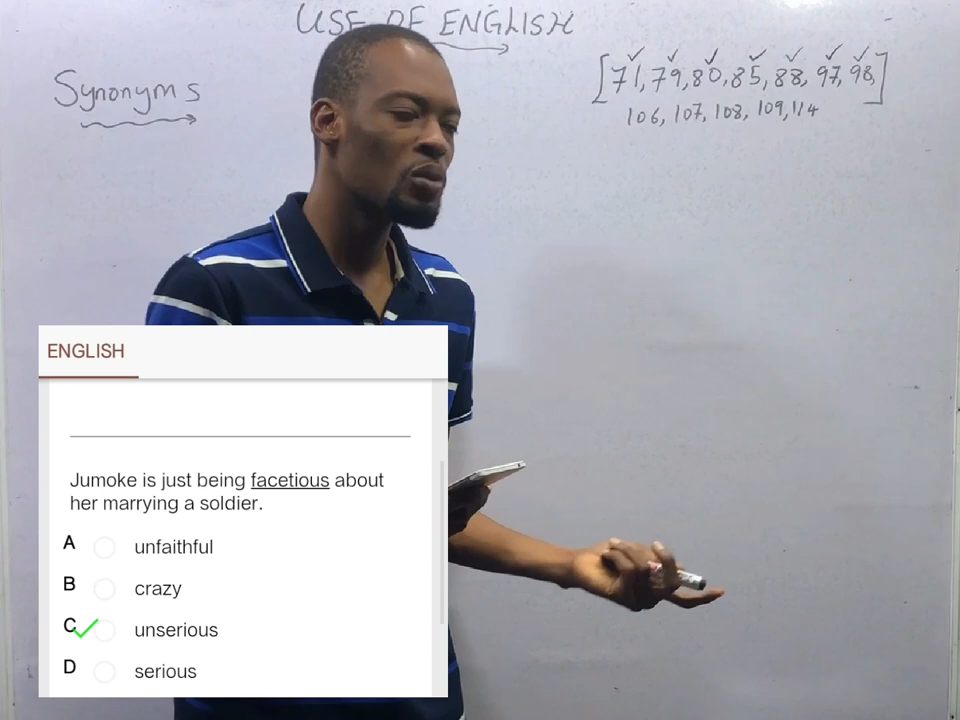 USE OF ENGLISH
Synonyms
[71, 79, 80, 85, 88, 97, 98,]
106, 107, 108, 109, 114
ENGLISH
Jumoke is just being facetious about
her marrying a soldier.
A unfaithful
B crazy
C unserious
D serious